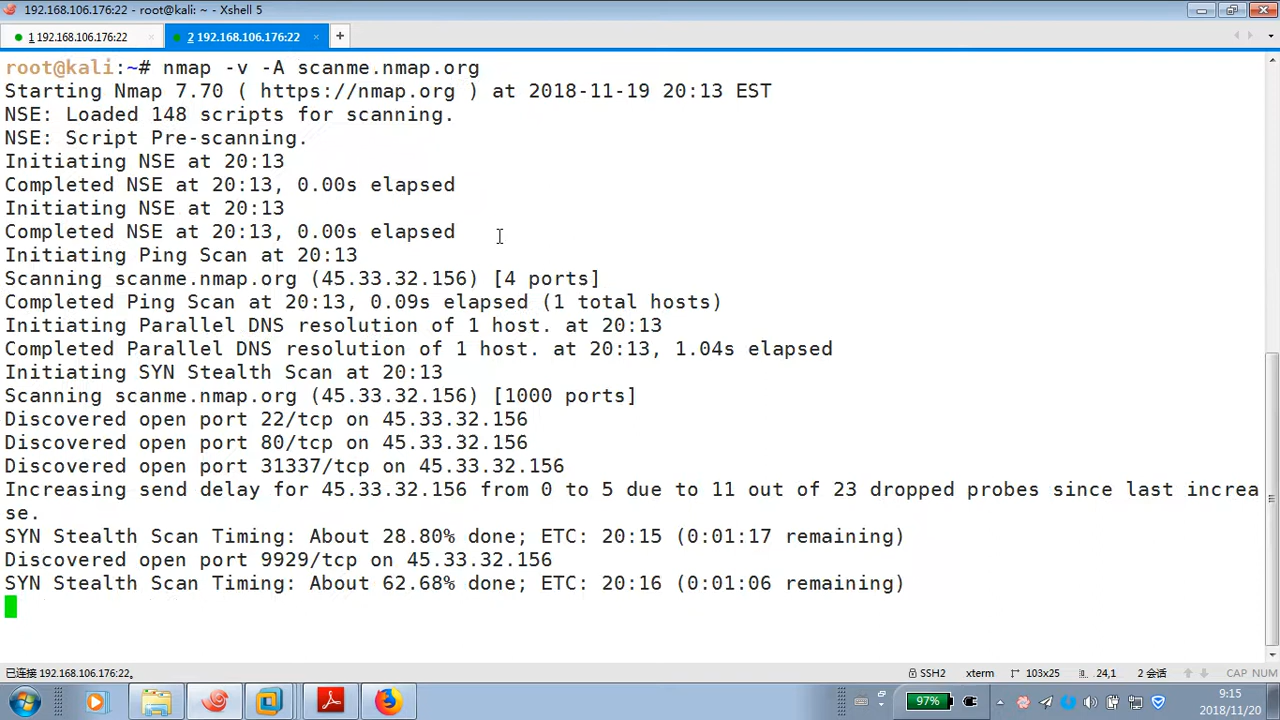 192.168.106.176:22 - root@kali: ~ - Xshell 5
1 192.168.106.176:22
2 192.168.106.176:22
root@kali:~# nmap -v -A scanme.nmap.org
Starting Nmap 7.70 ( https://nmap.org ) at 2018-11-19 20:13 EST
NSE: Loaded 148 scripts for scanning.
NSE: Script Pre-scanning.
Initiating NSE at 20:13
Completed NSE at 20:13, 0.00s elapsed
Initiating NSE at 20:13
Completed NSE at 20:13, 0.00s elapsed
Initiating Ping Scan at 20:13
Scanning scanme.nmap.org (45.33.32.156) [4 ports]
Completed Ping Scan at 20:13, 0.09s elapsed (1 total hosts)
Initiating Parallel DNS resolution of 1 host. at 20:13
Completed Parallel DNS resolution of 1 host. at 20:13, 1.04s elapsed
Initiating SYN Stealth Scan at 20:13
Scanning scanme.nmap.org (45.33.32.156) [1000 ports]
Discovered open port 22/tcp on 45.33.32.156
Discovered open port 80/tcp on 45.33.32.156
Discovered open port 31337/tcp on 45.33.32.156
Increasing send delay for 45.33.32.156 from 0 to 5 due to 11 out of 23 dropped probes since last increa
se.
SYN Stealth Scan Timing: About 28.80% done; ETC: 20:15 (0:01:17 remaining)
Discovered open port 9929/tcp on 45.33.32.156
SYN Stealth Scan Timing: About 62.68% done; ETC: 20:16 (0:01:06 remaining)
已连接 192.168.106.176:22。 SSH2 xterm 103x25 24,1 2 会话 CAP NUM
97%
9:15
2018/11/20